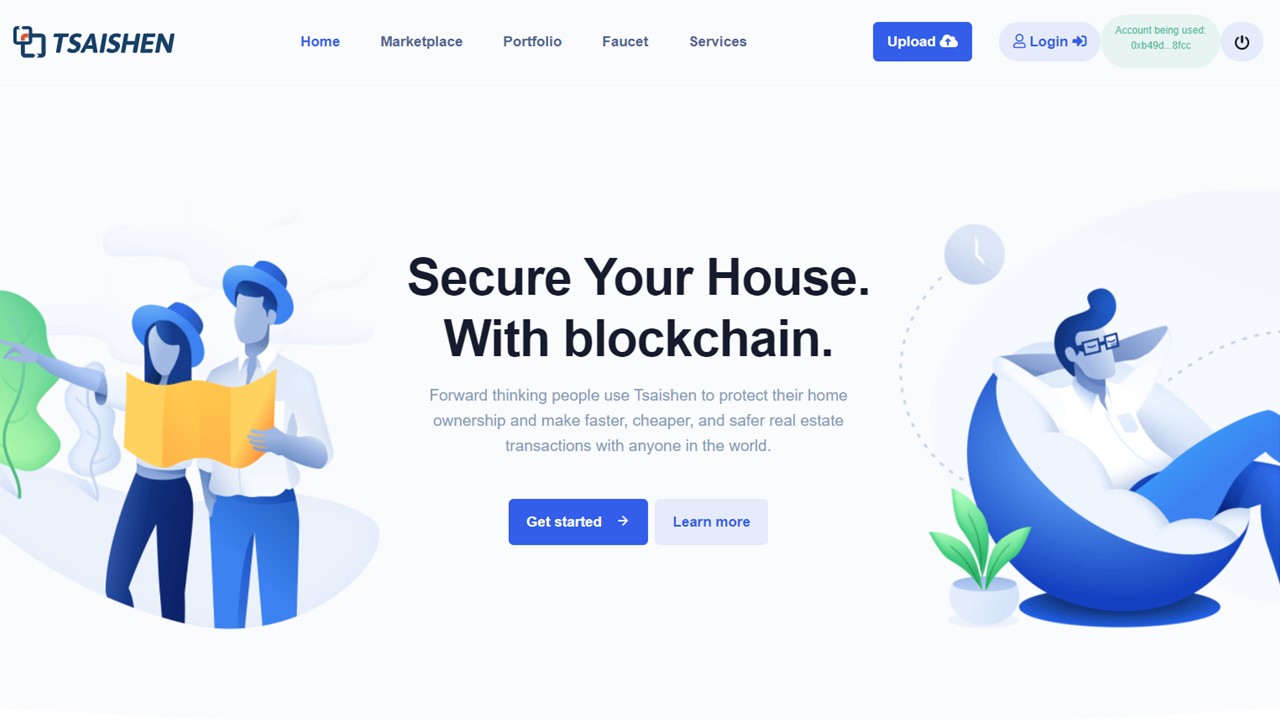 TSAISHEN
Home
Marketplace
Portfolio
Faucet
Services
Upload
Login
Account being used:
0xb49d...8fcc
Secure Your House.
With blockchain.
Forward thinking people use Tsaishen to protect their home
ownership and make faster, cheaper, and safer real estate
transactions with anyone in the world.
Get started
Learn more